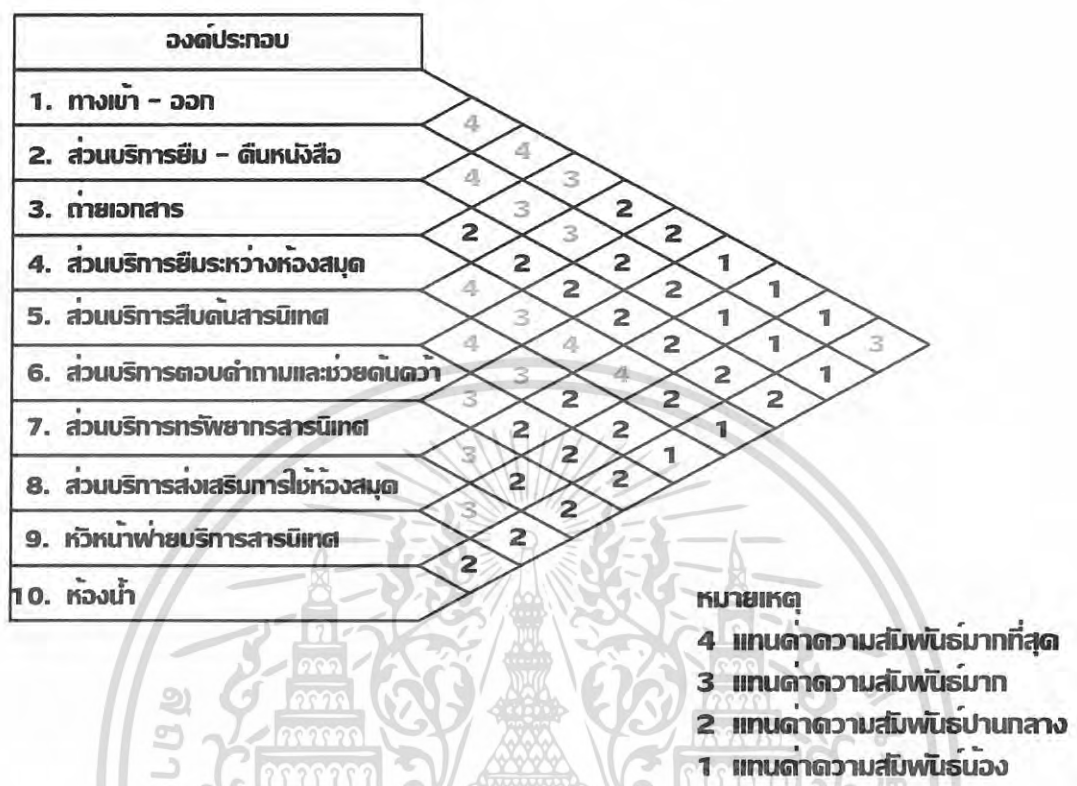 องค์ประกอบ
1. ทางเข้า - ออก
4
2. ส่วนบริการยืม - คืนหนังสือ
4
4 3
3. ถ่ายเอกสาร
3 2
2 3 2
4. ส่วนบริการยืมระหว่างห้องสมุด
2 2 1
4 2 2 1
5. ส่วนบริการสืบค้นสารนิเทศ
3 2 1 1
4 4 2 1 3
6. ส่วนบริการตอบคำถามและช่วยค้นคว้า
3 4 2 1
3 2 2 2
7. ส่วนบริการทรัพยากรสารนิเทศ
2 2 1
3 2 1
8. ส่วนบริการส่งเสริมการใช้ห้องสมุด
2 2
3 2
9. หัวหน้าฝ่ายบริการสารนิเทศ
2
2
10. ห้องน้ำ
หมายเหตุ
4 แทนค่าความสัมพันธ์มากที่สุด
3 แทนค่าความสัมพันธ์มาก
2 แทนค่าความสัมพันธ์ปานกลาง
1 แทนค่าความสัมพันธ์น้อง